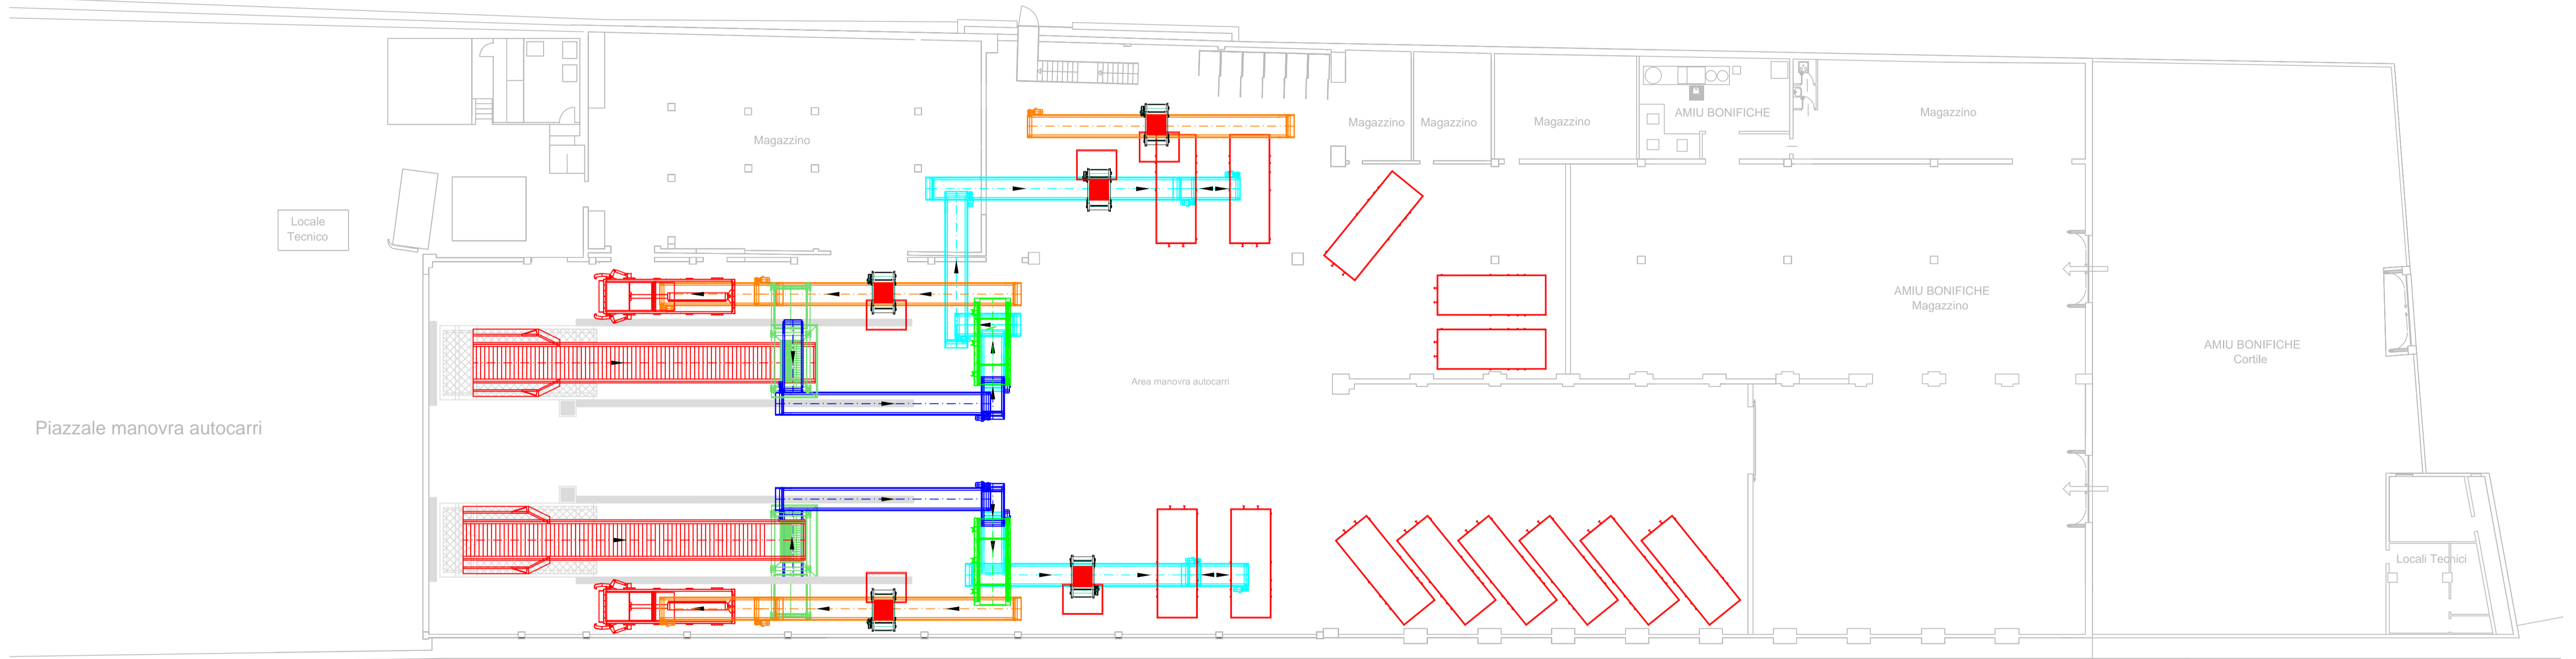 Magazzino
Magazzino
Magazzino
Magazzino
AMIU BONIFICHE
Magazzino
Locale
Tecnico
AMIU BONIFICHE
Magazzino
AMIU BONIFICHE
Cortile
Area manovra autocarri
Piazzale manovra autocarri
Locali Tecnici